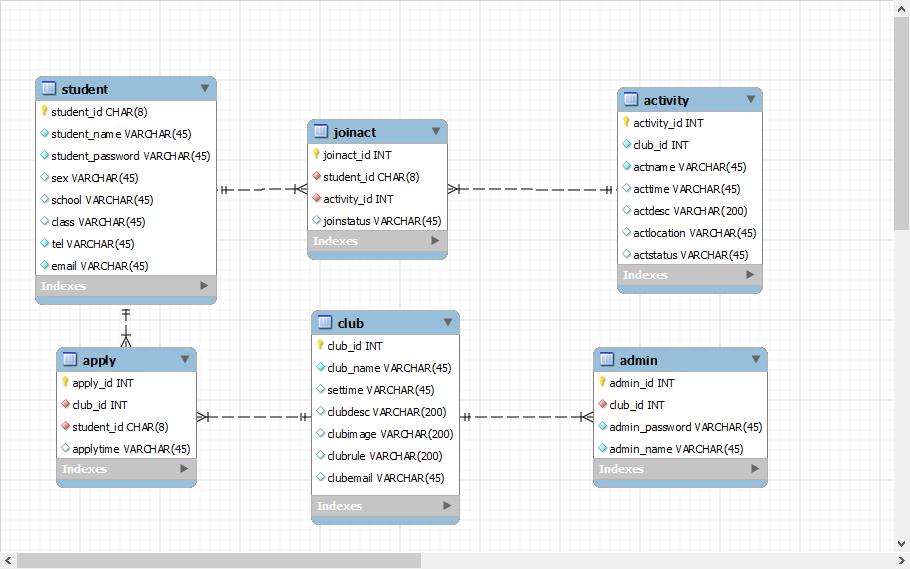 student
student_id CHAR(8)
student_name VARCHAR(45)
student_password VARCHAR(45)
sex VARCHAR(45)
school VARCHAR(45)
class VARCHAR(45)
tel VARCHAR(45)
email VARCHAR(45)
Indexes
joinact
joinact_id INT
student_id CHAR(8)
activity_id INT
joinstatus VARCHAR(45)
Indexes
activity
activity_id INT
club_id INT
actname VARCHAR(45)
acttime VARCHAR(45)
actdesc VARCHAR(200)
actlocation VARCHAR(45)
actstatus VARCHAR(45)
Indexes
apply
apply_id INT
club_id INT
student_id CHAR(8)
applytime VARCHAR(45)
Indexes
club
club_id INT
club_name VARCHAR(45)
settime VARCHAR(45)
clubdesc VARCHAR(200)
clubimage VARCHAR(200)
clubrule VARCHAR(200)
clubemail VARCHAR(45)
Indexes
admin
admin_id INT
club_id INT
admin_password VARCHAR(45)
admin_name VARCHAR(45)
Indexes